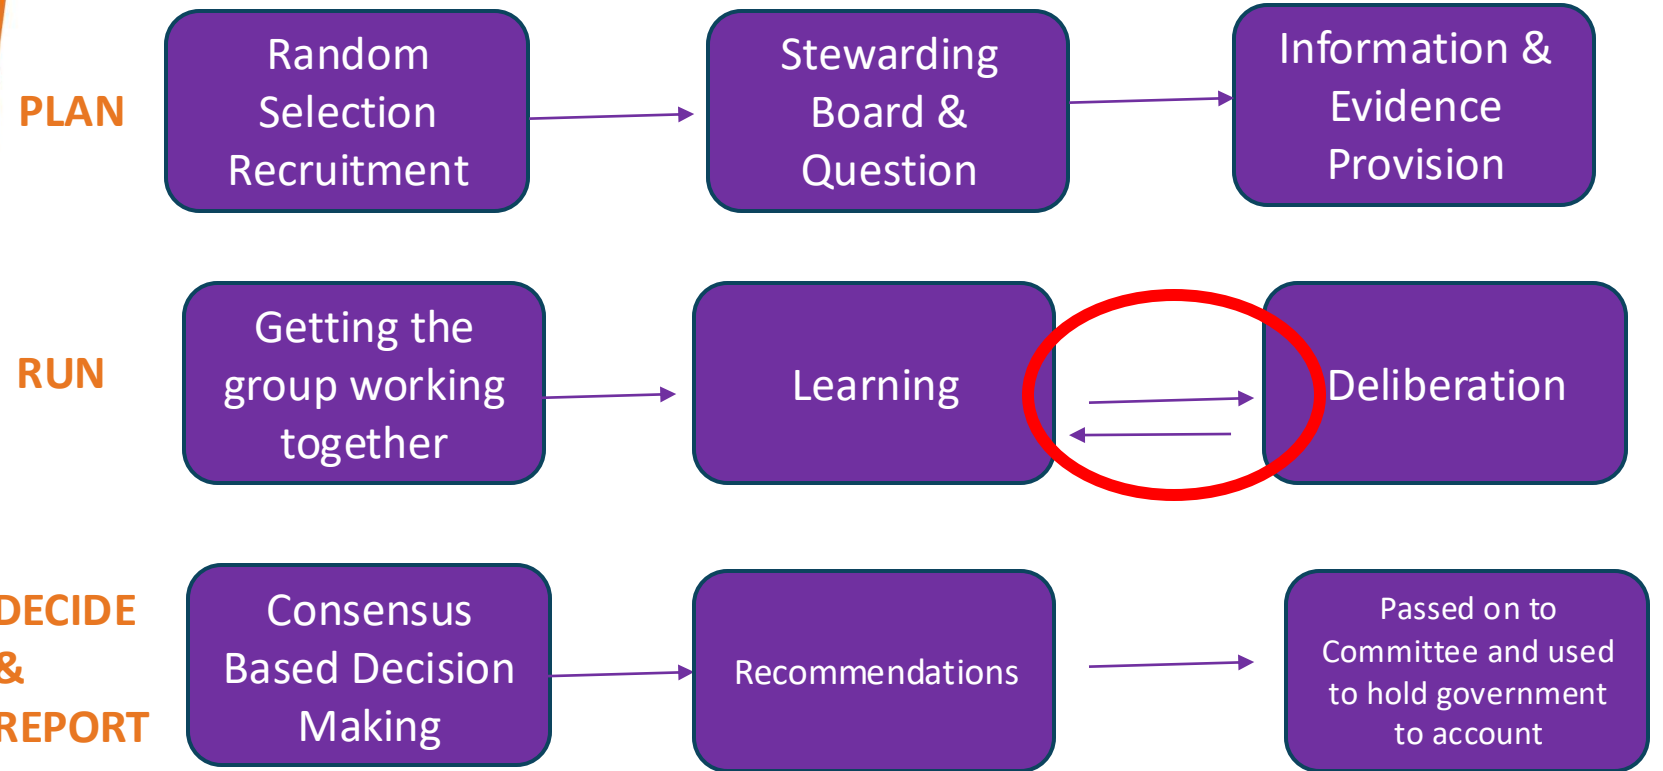 PLAN
Random
Selection
Recruitment
Stewarding
Board &
Question
Information &
Evidence
Provision
RUN
Getting the
group working
together
Learning
Deliberation
DECIDE
&
REPORT
Consensus
Based Decision
Making
Recommendations
Passed on to
Committee and used
to hold government
to account